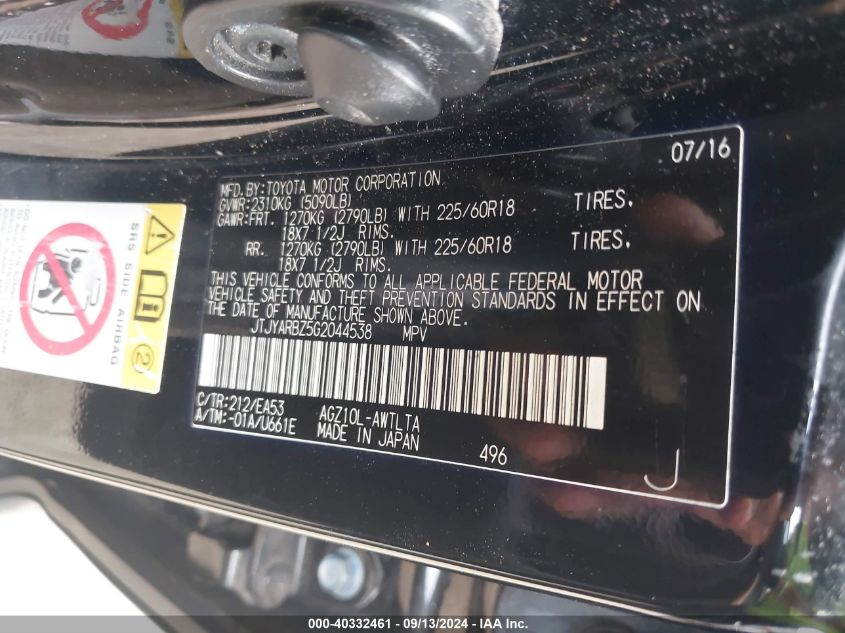 07/16
MFD. BY: TOYOTA MOTOR CORPORATION
GVWR: 2310KG (5090LB)
GAWR: FRT. 1270KG (2790LB) WITH 225/60R18 TIRES.
18X7 1/2J RIMS.
RR. 1270KG (2790LB) WITH 225/60R18 TIRES.
18X7 1/2J RIMS.
THIS VEHICLE CONFORMS TO ALL APPLICABLE FEDERAL MOTOR
VEHICLE SAFETY AND THEFT PREVENTION STANDARDS IN EFFECT ON
THE DATE OF MANUFACTURE SHOWN ABOVE.
JTJYARBZ5G2044538 MPV
C/TR: 212/EA53 AGZ10L-AWTLTA
A/TM: -01A/U661E MADE IN JAPAN
496
J
SRS SIDE AIRBAG
2
000-40332461 - 09/13/2024 - IAA Inc.